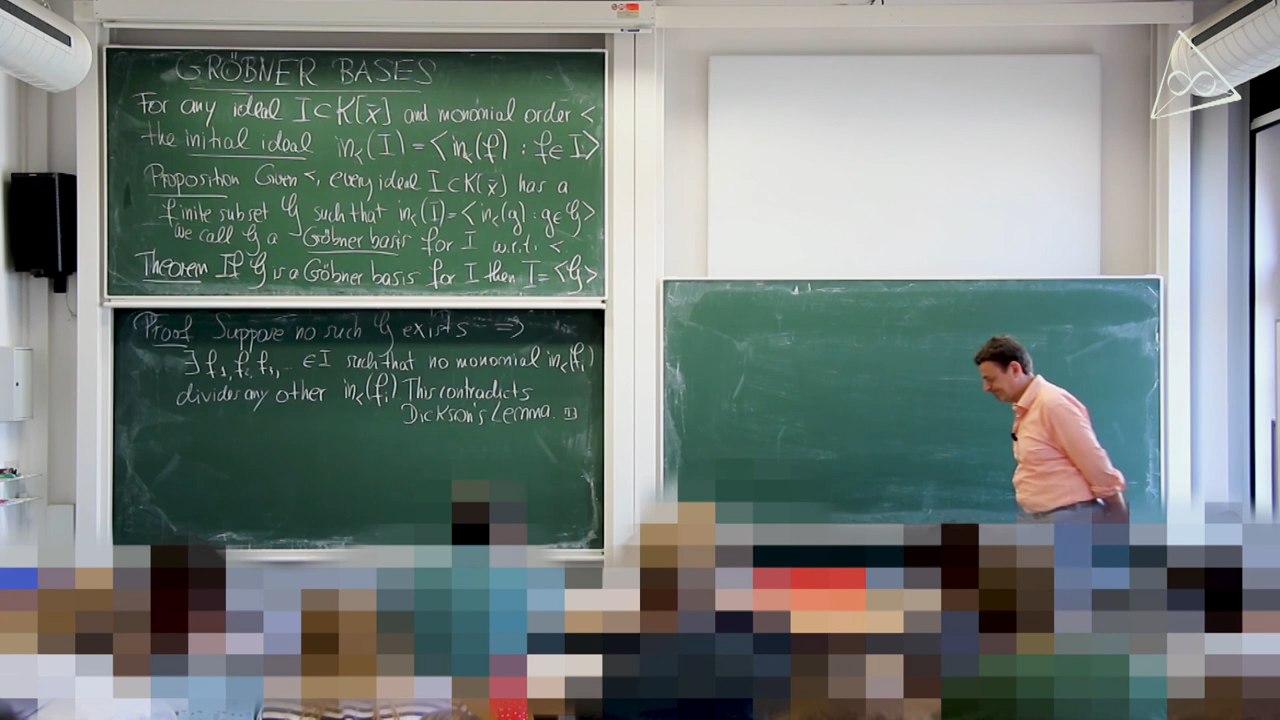 GRÖBNER BASES
For any ideal I⊂K[x̄] and monomial order <
the initial ideal in<(I) = <in<(f) : f∈I>
Proposition Given <, every ideal I⊂K[x̄] has a
finite subset G such that in<(I)=<in<(g) : g∈G>
we call G a Gröbner basis for I w.r.t. <
Theorem If G is a Gröbner basis for I then I=<G>
Proof Suppose no such G exists ⇒
∃ f₁, f₂, f₃, .. ∈ I such that no monomial in<(fᵢ)
divides any other in<(fⱼ) This contradicts
Dickson's Lemma. □